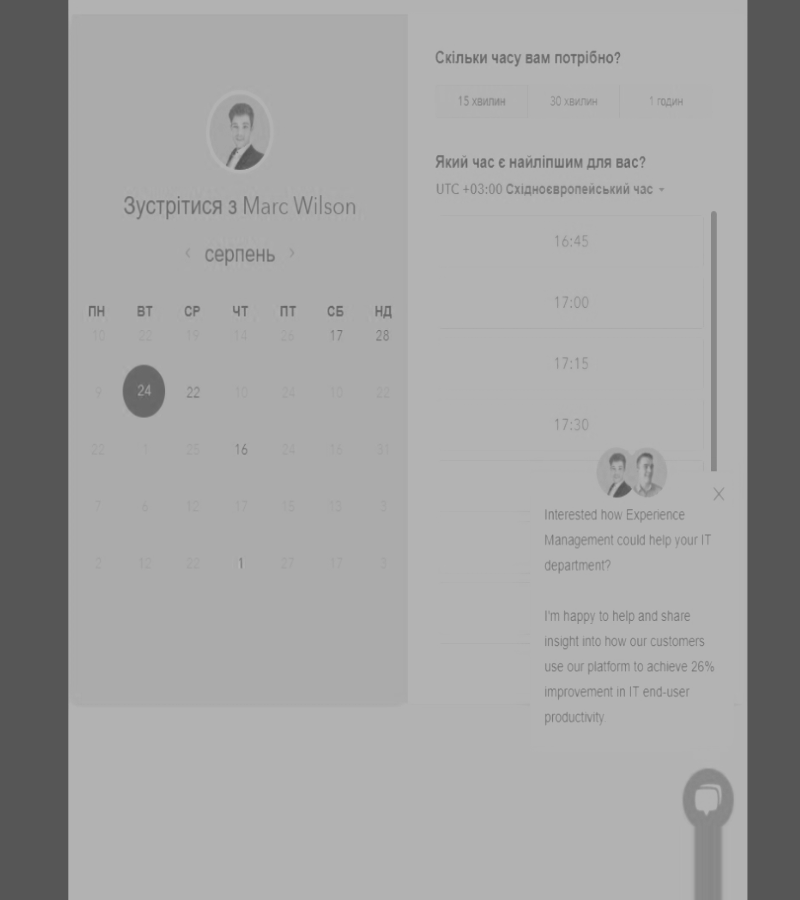 Зустрітися з Marc Wilson
серпень
ПН ВТ СР ЧТ ПТ СБ НД
10 22 19 14 26 17 28
9 24 22 10 24 10 22
22 1 25 16 24 16 31
7 6 12 17 15 13 3
2 12 22 1 27 17 3
Скільки часу вам потрібно?
15 хвилин 30 хвилин 1 годин
Який час є найліпшим для вас?
UTC +03:00 Східноєвропейський час
16:45
17:00
17:15
17:30
Interested how Experience
Management could help your IT
department?
I'm happy to help and share
insight into how our customers
use our platform to achieve 26%
improvement in IT end-user
productivity